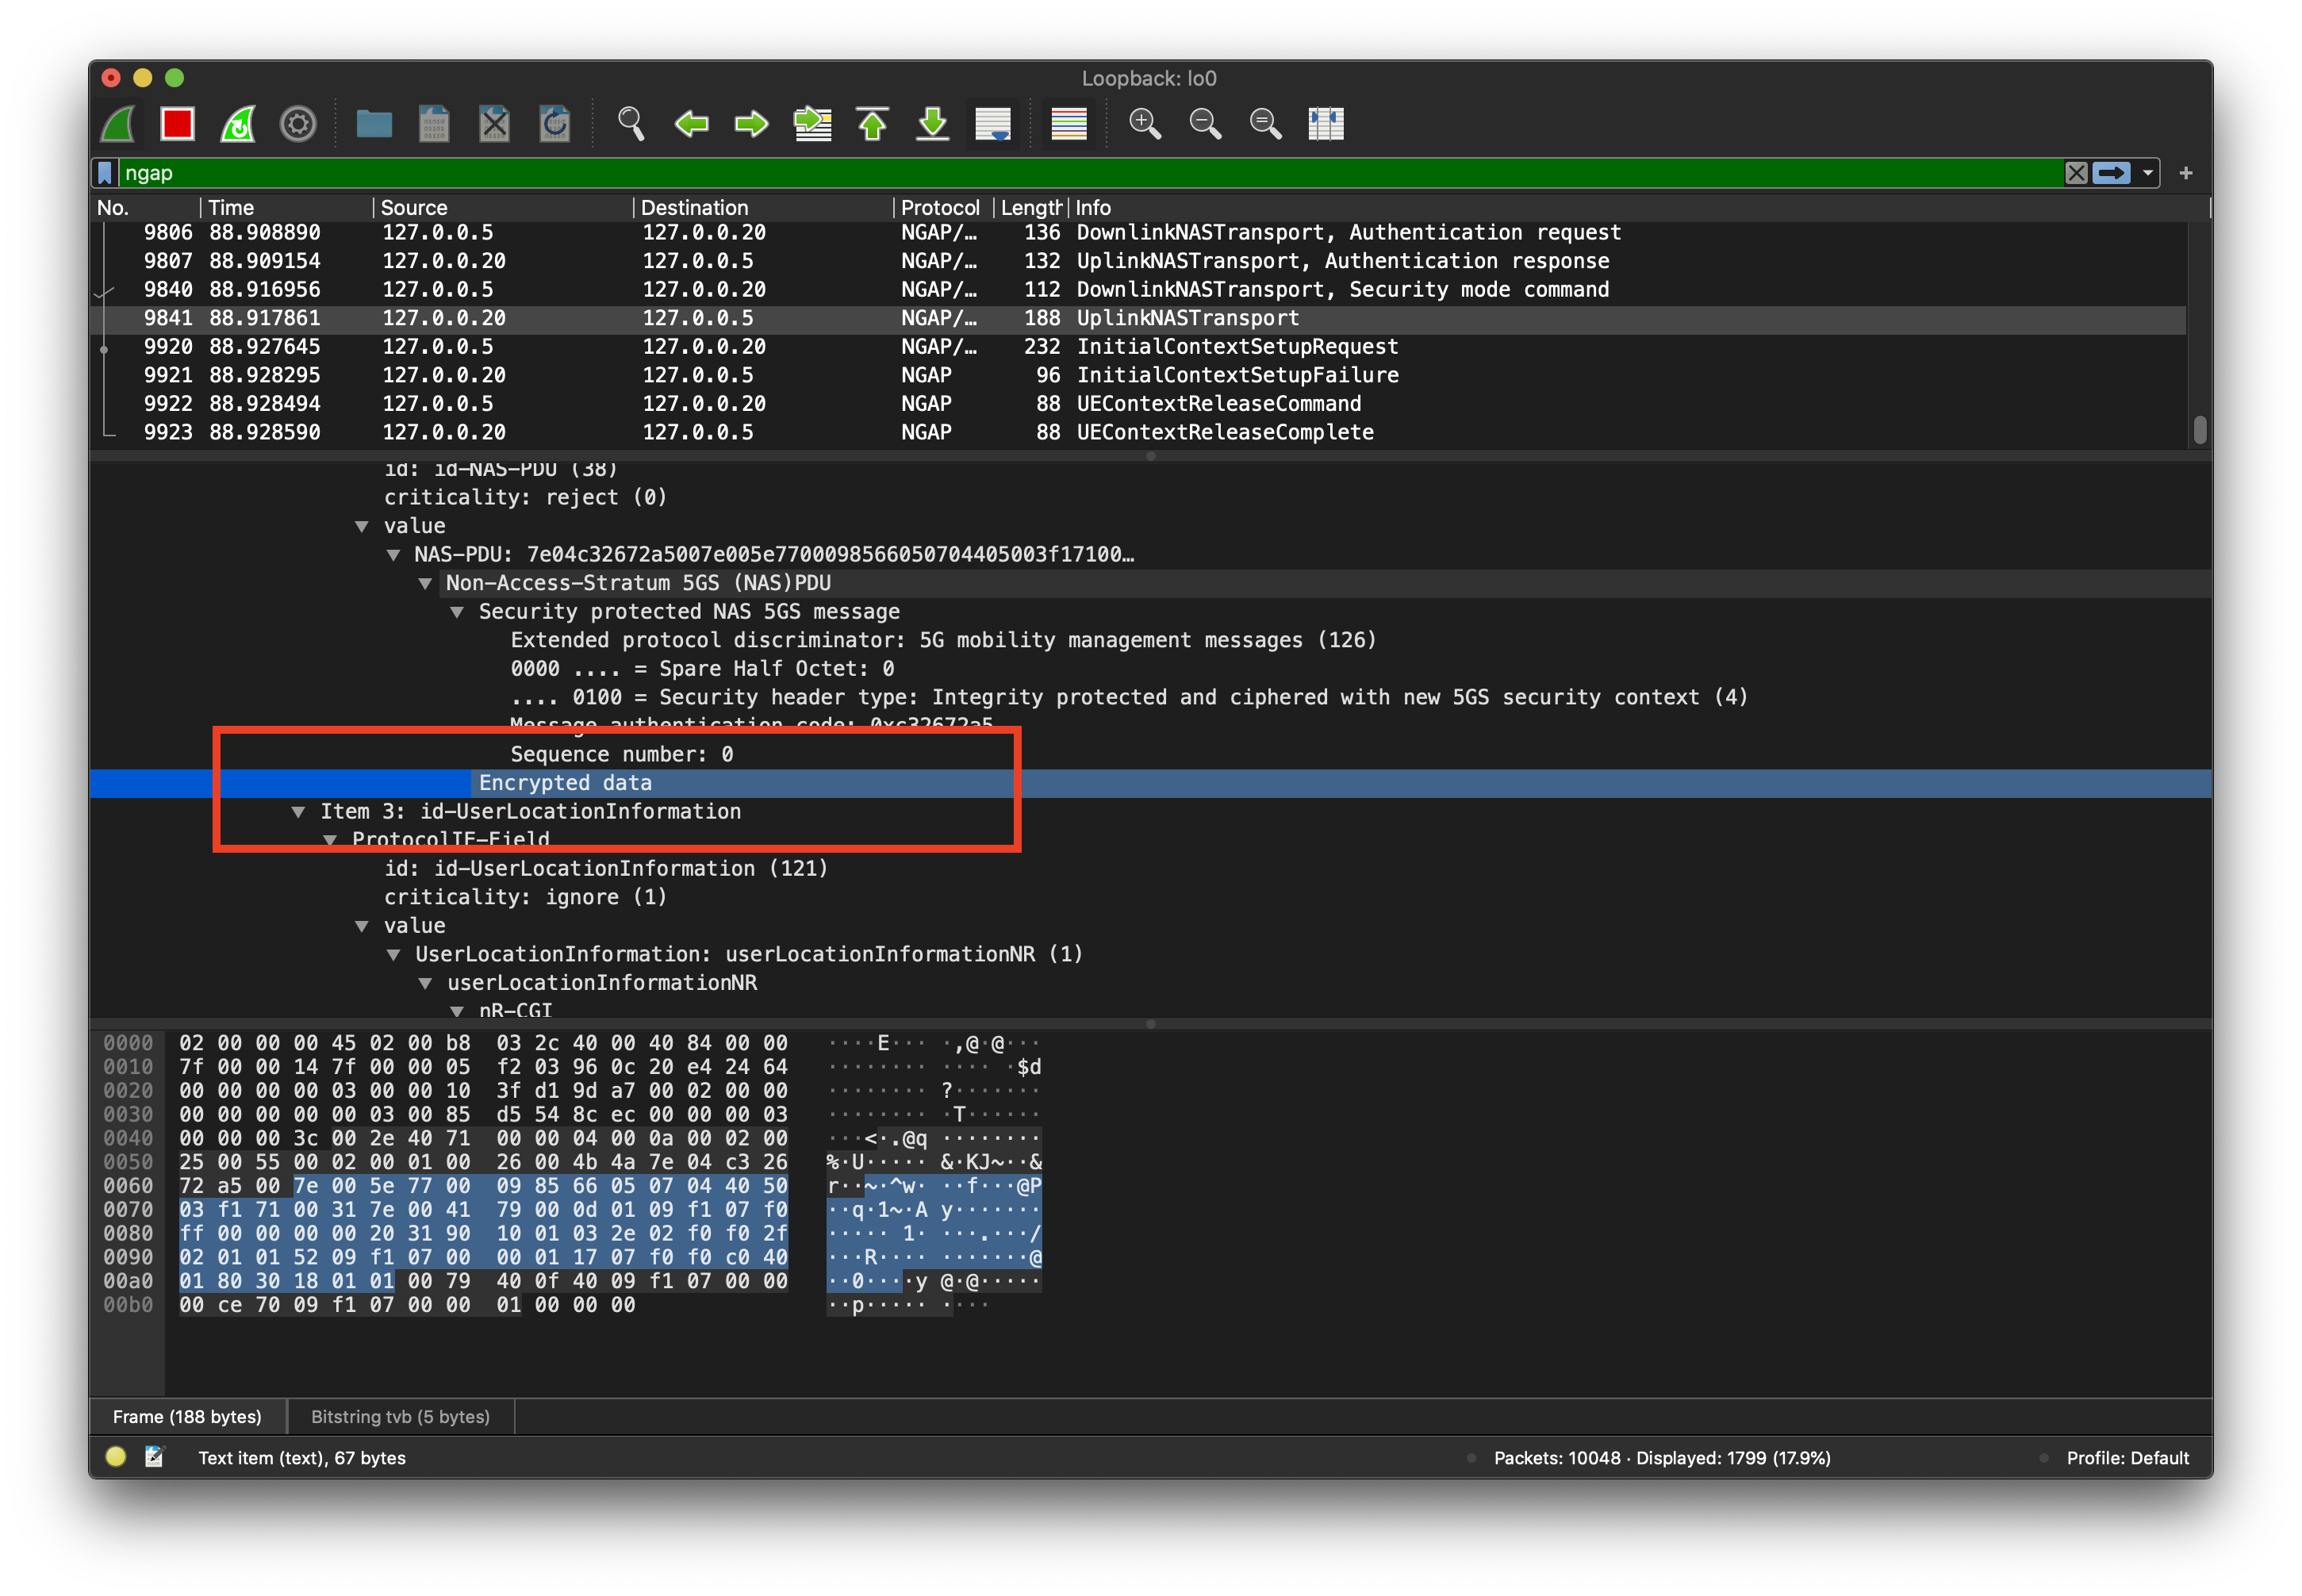 Loopback: lo0
ngap
No. Time Source Destination Protocol Length Info
9806 88.908890 127.0.0.5 127.0.0.20 NGAP/… 136 DownlinkNASTransport, Authentication request
9807 88.909154 127.0.0.20 127.0.0.5 NGAP/… 132 UplinkNASTransport, Authentication response
9840 88.916956 127.0.0.5 127.0.0.20 NGAP/… 112 DownlinkNASTransport, Security mode command
9841 88.917861 127.0.0.20 127.0.0.5 NGAP/… 188 UplinkNASTransport
9920 88.927645 127.0.0.5 127.0.0.20 NGAP/… 232 InitialContextSetupRequest
9921 88.928295 127.0.0.20 127.0.0.5 NGAP 96 InitialContextSetupFailure
9922 88.928494 127.0.0.5 127.0.0.20 NGAP 88 UEContextReleaseCommand
9923 88.928590 127.0.0.20 127.0.0.5 NGAP 88 UEContextReleaseComplete
id: id-NAS-PDU (38)
criticality: reject (0)
value
NAS-PDU: 7e04c32672a5007e005e7700098566050704405003f17100…
Non-Access-Stratum 5GS (NAS)PDU
Security protected NAS 5GS message
Extended protocol discriminator: 5G mobility management messages (126)
0000 .... = Spare Half Octet: 0
.... 0100 = Security header type: Integrity protected and ciphered with new 5GS security context (4)
Message authentication code: 0xc32672a5
Sequence number: 0
Encrypted data
Item 3: id-UserLocationInformation
ProtocolIE-Field
id: id-UserLocationInformation (121)
criticality: ignore (1)
value
UserLocationInformation: userLocationInformationNR (1)
userLocationInformationNR
nR-CGI
0000 02 00 00 00 45 02 00 b8 03 2c 40 00 40 84 00 00 ····E··· ·,@·@···
0010 7f 00 00 14 7f 00 00 05 f2 03 96 0c 20 e4 24 64 ········ ···· ·$d
0020 00 00 00 00 03 00 00 10 3f d1 9d a7 00 02 00 00 ········ ?·······
0030 00 00 00 00 00 03 00 85 d5 54 8c ec 00 00 00 03 ········ ·T······
0040 00 00 00 3c 00 2e 40 71 00 00 04 00 0a 00 02 00 ···<·.@q ········
0050 25 00 55 00 02 00 01 00 26 00 4b 4a 7e 04 c3 26 %·U····· &·KJ~··&
0060 72 a5 00 7e 00 5e 77 00 09 85 66 05 07 04 40 50 r··~·^w· ··f···@P
0070 03 f1 71 00 31 7e 00 41 79 00 0d 01 09 f1 07 f0 ··q·1~·A y·······
0080 ff 00 00 00 00 20 31 90 10 01 03 2e 02 f0 f0 2f ····· 1· ···.···/
0090 02 01 01 52 09 f1 07 00 00 01 17 07 f0 f0 c0 40 ···R···· ·······@
00a0 01 80 30 18 01 01 00 79 40 0f 40 09 f1 07 00 00 ··0····y @·@·····
00b0 00 ce 70 09 f1 07 00 00 01 00 00 00 ··p····· ····
Frame (188 bytes) Bitstring tvb (5 bytes)
Text item (text), 67 bytes Packets: 10048 · Displayed: 1799 (17.9%) Profile: Default